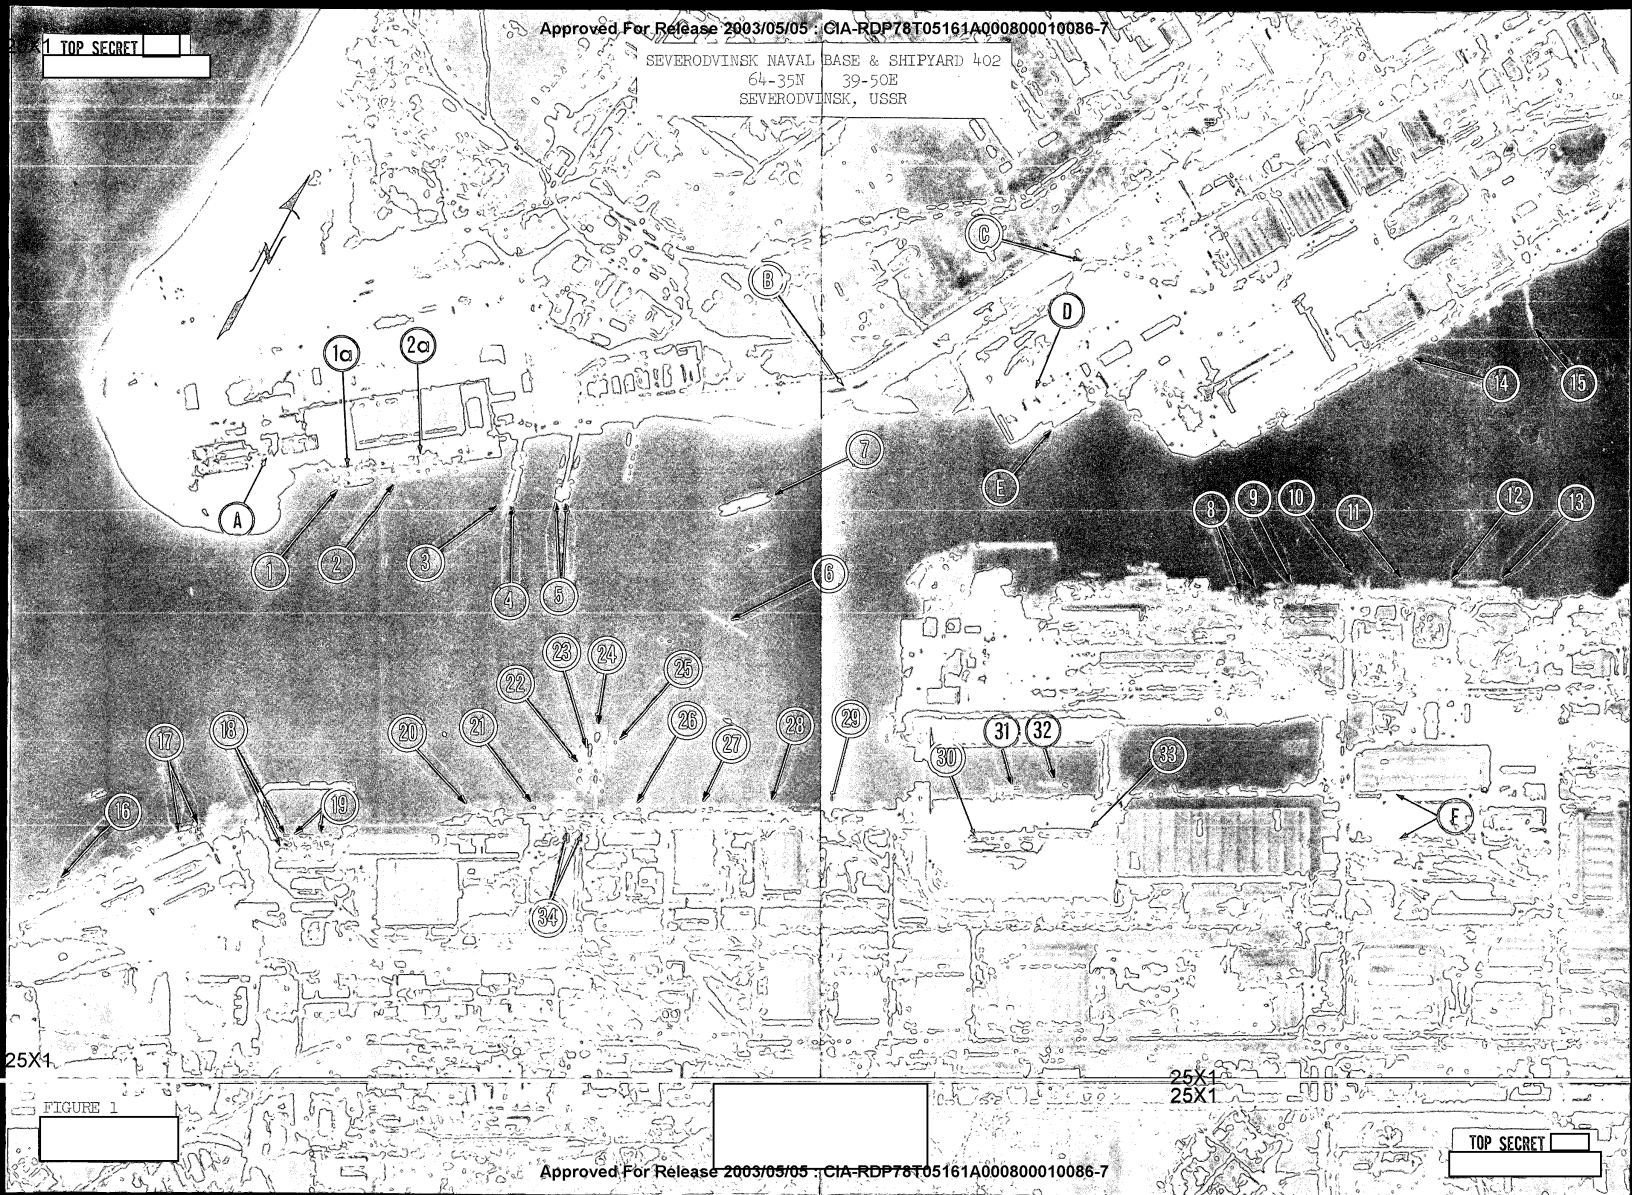 Approved For Release 2003/05/05 : CIA-RDP78T05161A000800010086-7
25X1
TOP SECRET
SEVERODVINSK NAVAL BASE & SHIPYARD 402
64-35N 39-50E
SEVERODVINSK, USSR
C
B
D
1a
2a
14
15
7
E
A
8
9
10
11
12
13
1
2
3
4
5
6
23
24
25
22
17
18
20
21
26
27
28
29
31
32
30
33
16
19
F
34
25X1
25X1
25X1
FIGURE 1
TOP SECRET
Approved For Release 2003/05/05 : CIA-RDP78T05161A000800010086-7